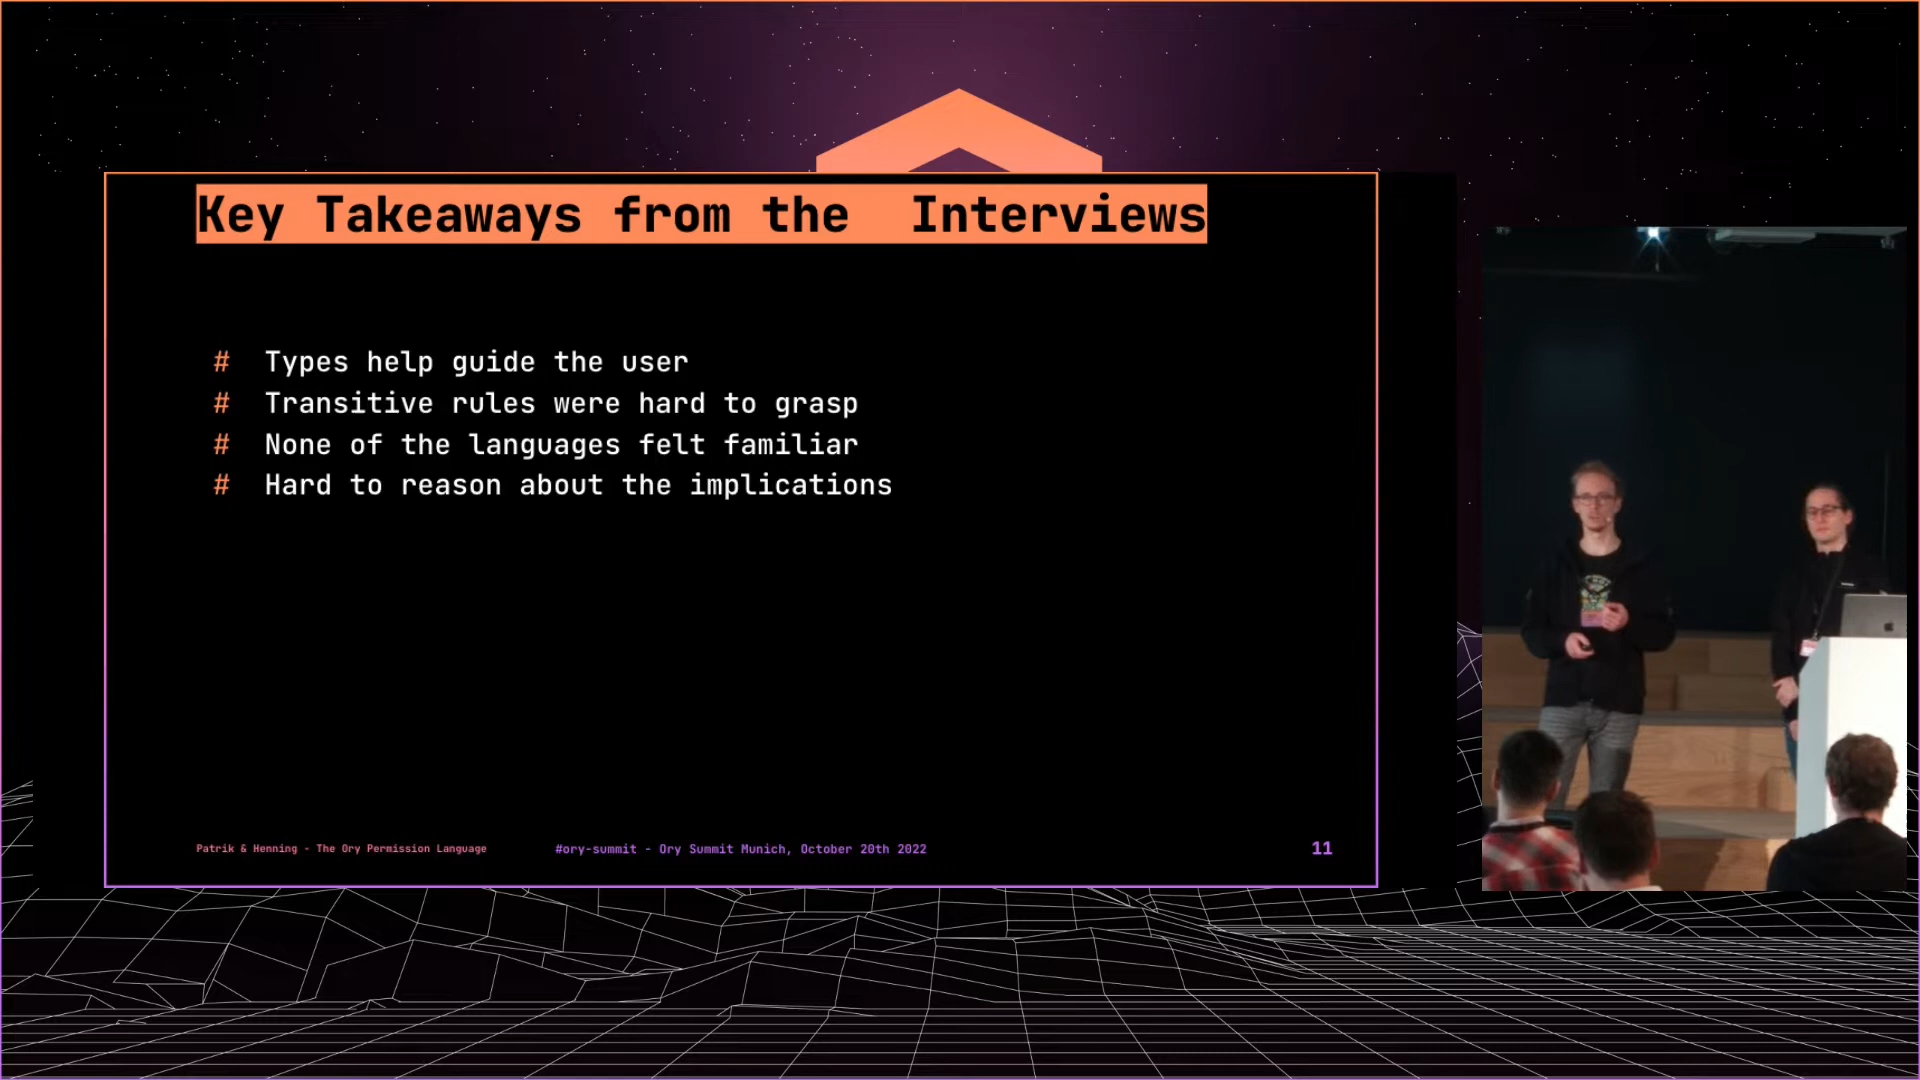 Key Takeaways from the  Interviews
# Types help guide the user
# Transitive rules were hard to grasp
# None of the languages felt familiar
# Hard to reason about the implications
Patrik & Henning - The Ory Permission Language
#ory-summit - Ory Summit Munich, October 20th 2022
11